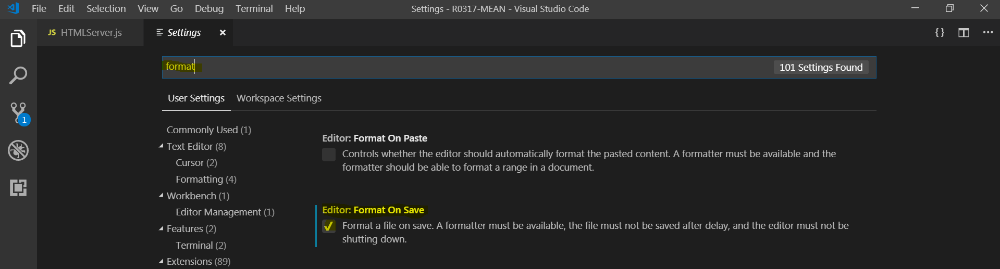 File Edit Selection View Go Debug Terminal Help Settings - R0317-MEAN - Visual Studio Code
JS HTMLServer.js Settings
format 101 Settings Found
User Settings Workspace Settings
Commonly Used (1)
Text Editor (8)
Cursor (2)
Formatting (4)
Workbench (1)
Editor Management (1)
Features (2)
Terminal (2)
Extensions (89)
Editor: Format On Paste
Controls whether the editor should automatically format the pasted content. A formatter must be available and the
formatter should be able to format a range in a document.
Editor: Format On Save
Format a file on save. A formatter must be available, the file must not be saved after delay, and the editor must not be
shutting down.
1